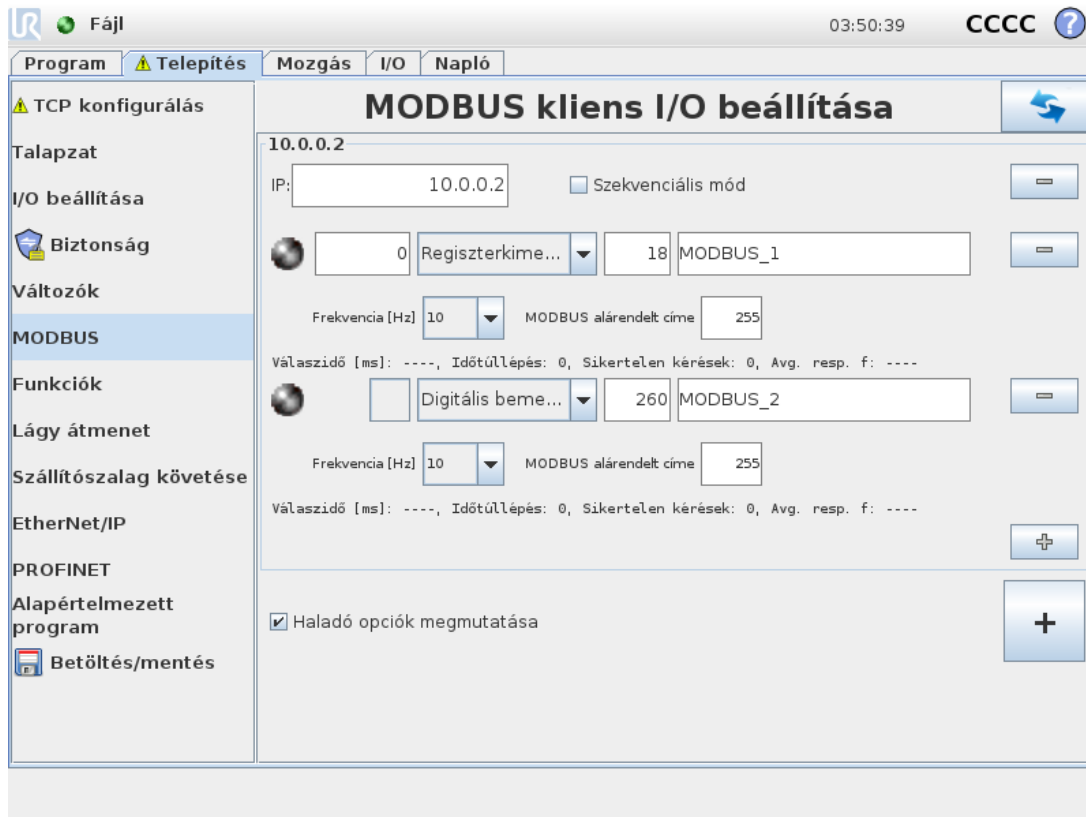 UR Fájl 03:50:39 CCCC ?
Program Telepítés Mozgás I/O Napló
TCP konfigurálás
Talapzat
I/O beállítása
Biztonság
Változók
MODBUS
Funkciók
Lágy átmenet
Szállítószalag követése
EtherNet/IP
PROFINET
Alapértelmezett
program
Betöltés/mentés
MODBUS kliens I/O beállítása
10.0.0.2
IP: 10.0.0.2 Szekvenciális mód
0 Regiszterkime... 18 MODBUS_1
Frekvencia [Hz] 10 MODBUS alárendelt címe 255
Válaszidő [ms]: ----, Időtúllépés: 0, Sikertelen kérések: 0, Avg. resp. f: ----
Digitális beme... 260 MODBUS_2
Frekvencia [Hz] 10 MODBUS alárendelt címe 255
Válaszidő [ms]: ----, Időtúllépés: 0, Sikertelen kérések: 0, Avg. resp. f: ----
Haladó opciók megmutatása